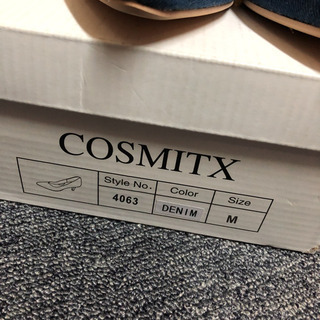 COSMITX
Style No. Color Size
4063 DENIM M